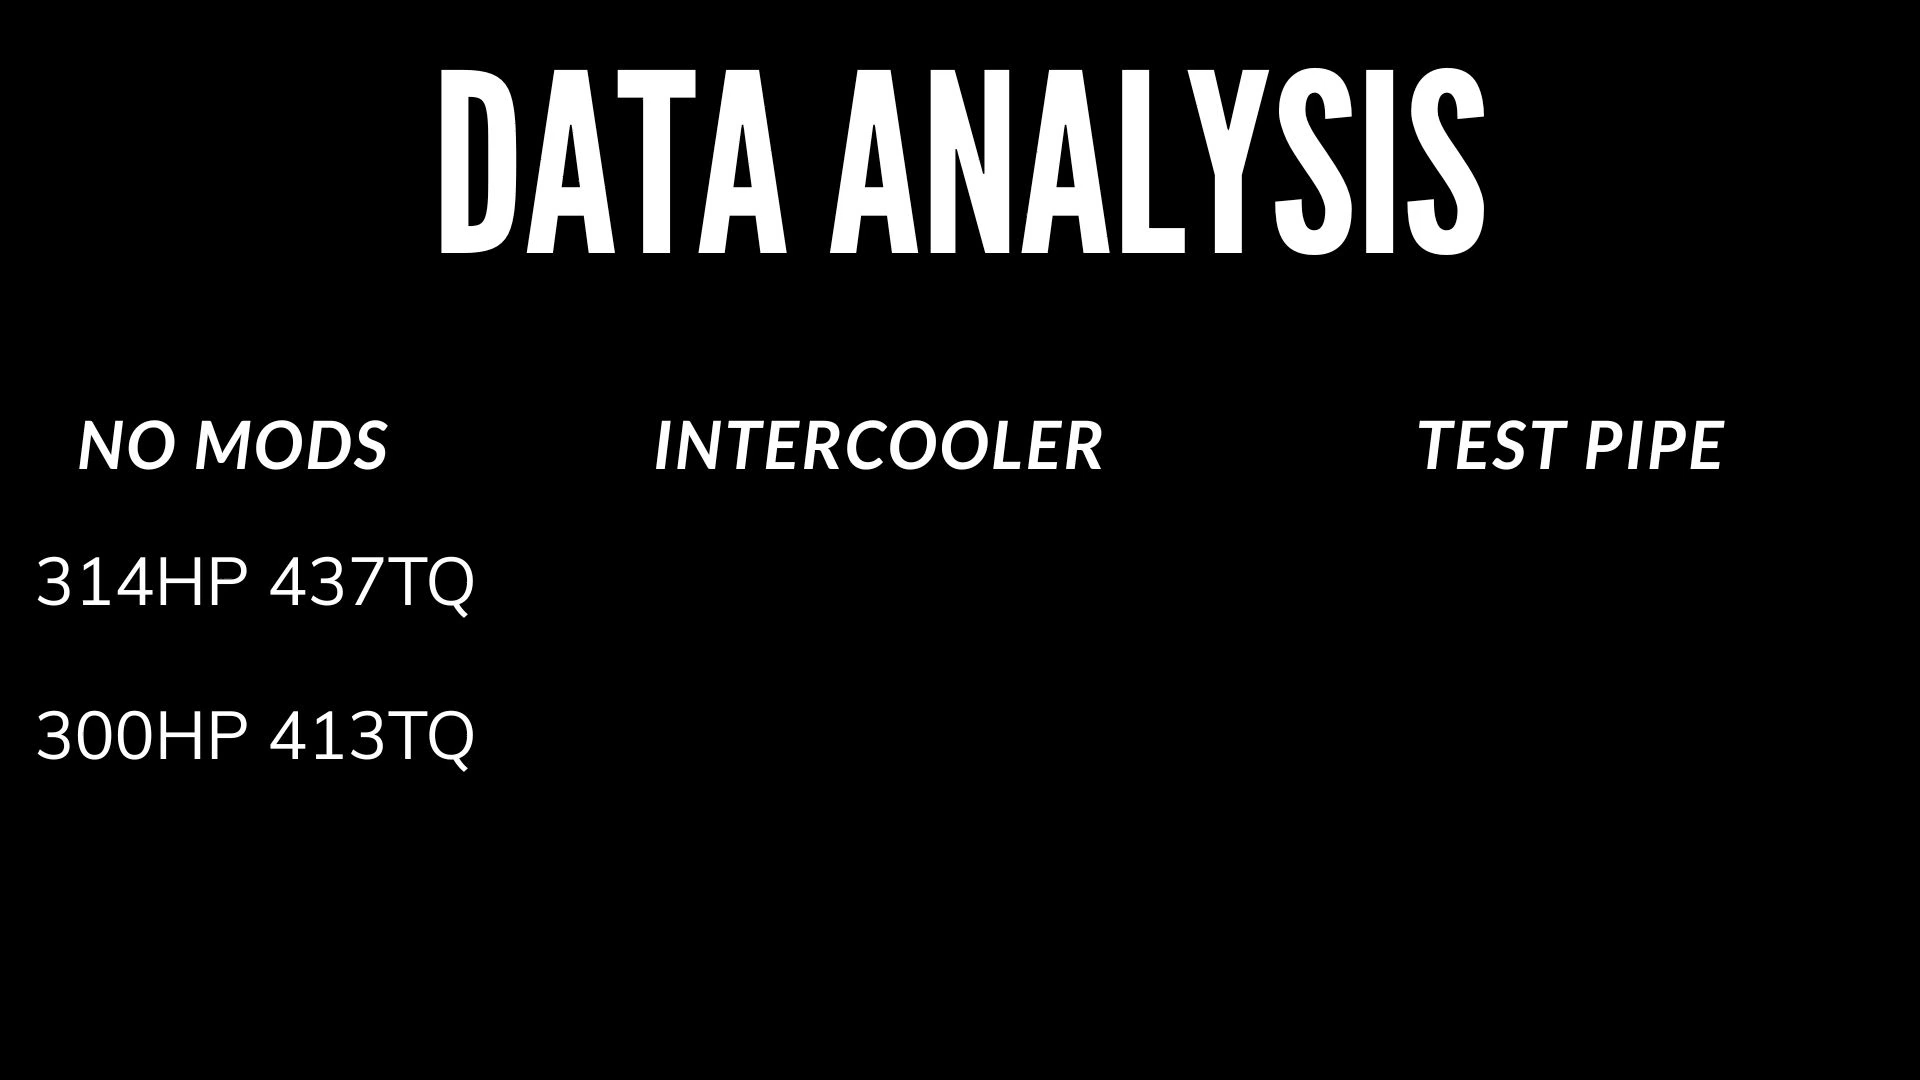 DATA ANALYSIS
NO MODS INTERCOOLER TEST PIPE
314HP 437TQ
300HP 413TQ